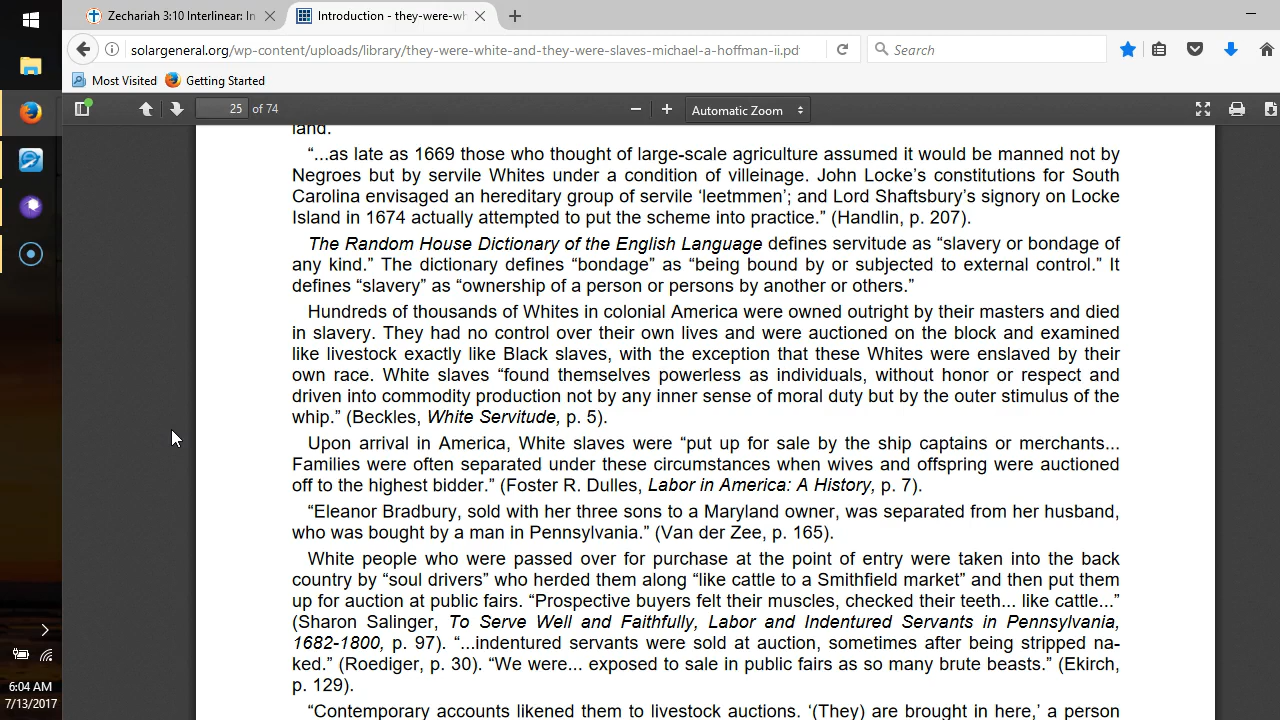 Zechariah 3:10 Interlinear: In
Introduction - they-were-wh
solargeneral.org/wp-content/uploads/library/they-were-white-and-they-were-slaves-michael-a-hoffman-ii.pd
Search
Most Visited
Getting Started
25 of 74
Automatic Zoom
land.
“...as late as 1669 those who thought of large-scale agriculture assumed it would be manned not by
Negroes but by servile Whites under a condition of villeinage. John Locke’s constitutions for South
Carolina envisaged an hereditary group of servile ‘leetmmen’; and Lord Shaftsbury’s signory on Locke
Island in 1674 actually attempted to put the scheme into practice.” (Handlin, p. 207).
The Random House Dictionary of the English Language defines servitude as “slavery or bondage of
any kind.” The dictionary defines “bondage” as “being bound by or subjected to external control.” It
defines “slavery” as “ownership of a person or persons by another or others.”
Hundreds of thousands of Whites in colonial America were owned outright by their masters and died
in slavery. They had no control over their own lives and were auctioned on the block and examined
like livestock exactly like Black slaves, with the exception that these Whites were enslaved by their
own race. White slaves “found themselves powerless as individuals, without honor or respect and
driven into commodity production not by any inner sense of moral duty but by the outer stimulus of the
whip.” (Beckles, White Servitude, p. 5).
Upon arrival in America, White slaves were “put up for sale by the ship captains or merchants...
Families were often separated under these circumstances when wives and offspring were auctioned
off to the highest bidder.” (Foster R. Dulles, Labor in America: A History, p. 7).
“Eleanor Bradbury, sold with her three sons to a Maryland owner, was separated from her husband,
who was bought by a man in Pennsylvania.” (Van der Zee, p. 165).
White people who were passed over for purchase at the point of entry were taken into the back
country by “soul drivers” who herded them along “like cattle to a Smithfield market” and then put them
up for auction at public fairs. “Prospective buyers felt their muscles, checked their teeth... like cattle...”
(Sharon Salinger, To Serve Well and Faithfully, Labor and Indentured Servants in Pennsylvania,
1682-1800, p. 97). “...indentured servants were sold at auction, sometimes after being stripped na-
ked.” (Roediger, p. 30). “We were... exposed to sale in public fairs as so many brute beasts.” (Ekirch,
p. 129).
“Contemporary accounts likened them to livestock auctions. ‘(They) are brought in here,’ a person
6:04 AM
7/13/2017